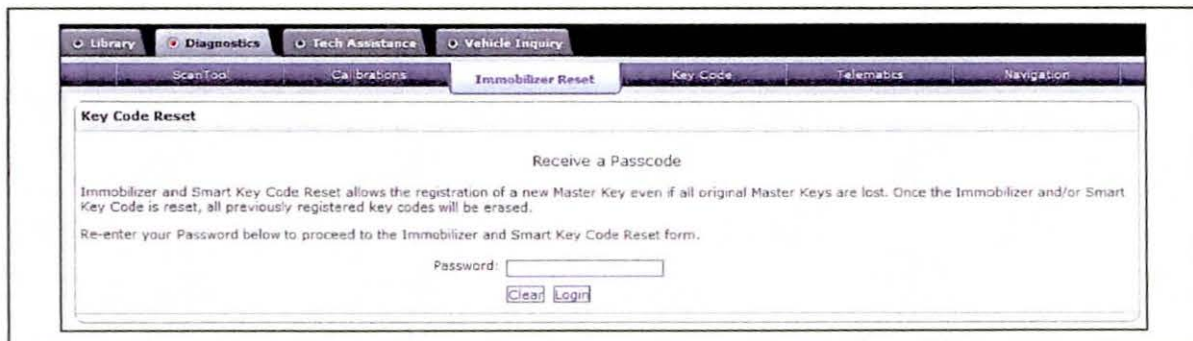 Library Diagnostics Tech Assistance Vehicle Inquiry
ScanTool Calibrations Immobilizer Reset Key Code Telematics Navigation
Key Code Reset
Receive a Passcode
Immobilizer and Smart Key Code Reset allows the registration of a new Master Key even if all original Master Keys are lost. Once the Immobilizer and/or Smart
Key Code is reset, all previously registered key codes will be erased.
Re-enter your Password below to proceed to the Immobilizer and Smart Key Code Reset form.
Password:
Clear Login